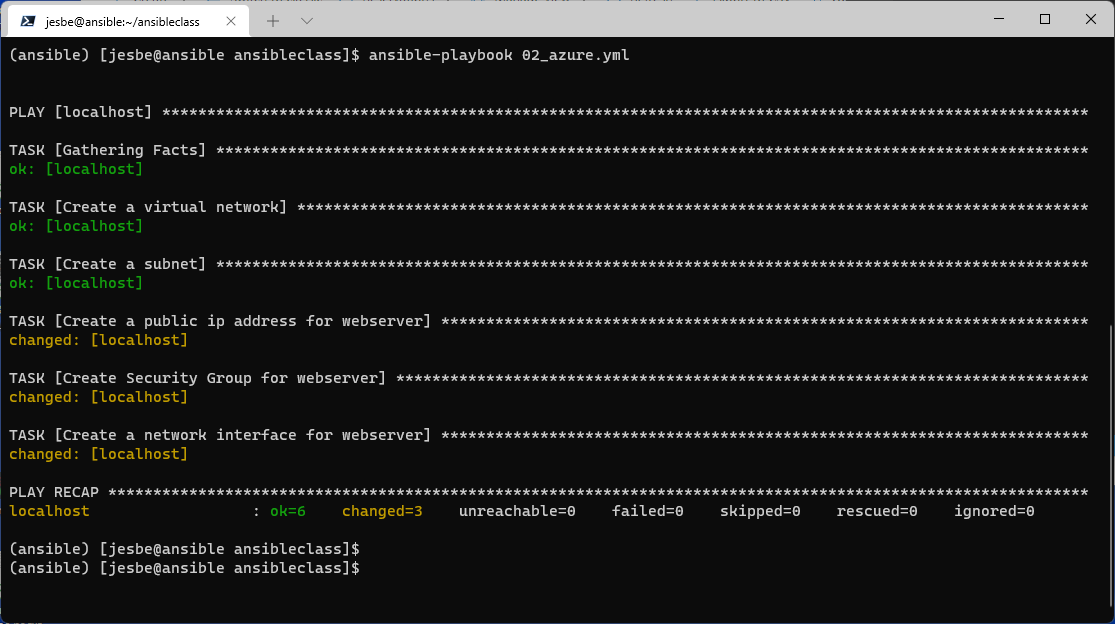 jesbe@ansible:~/ansibleclass
(ansible) [jesbe@ansible ansibleclass]$ ansible-playbook 02_azure.yml
PLAY [localhost] *******************************************************************************************************
TASK [Gathering Facts] *************************************************************************************************
ok: [localhost]
TASK [Create a virtual network] ****************************************************************************************
ok: [localhost]
TASK [Create a subnet] *************************************************************************************************
ok: [localhost]
TASK [Create a public ip address for webserver] ************************************************************************
changed: [localhost]
TASK [Create Security Group for webserver] *****************************************************************************
changed: [localhost]
TASK [Create a network interface for webserver] ************************************************************************
changed: [localhost]
PLAY RECAP *************************************************************************************************************
localhost                  : ok=6    changed=3    unreachable=0    failed=0    skipped=0    rescued=0    ignored=0
(ansible) [jesbe@ansible ansibleclass]$
(ansible) [jesbe@ansible ansibleclass]$